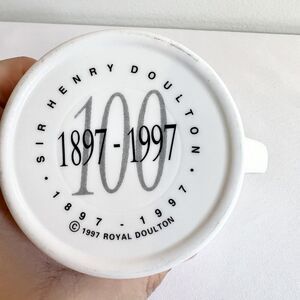 · SIR HENRY DOULTON ·
100
1897 - 1997
· 1897 - 1997 ·
© 1997 ROYAL DOULTON